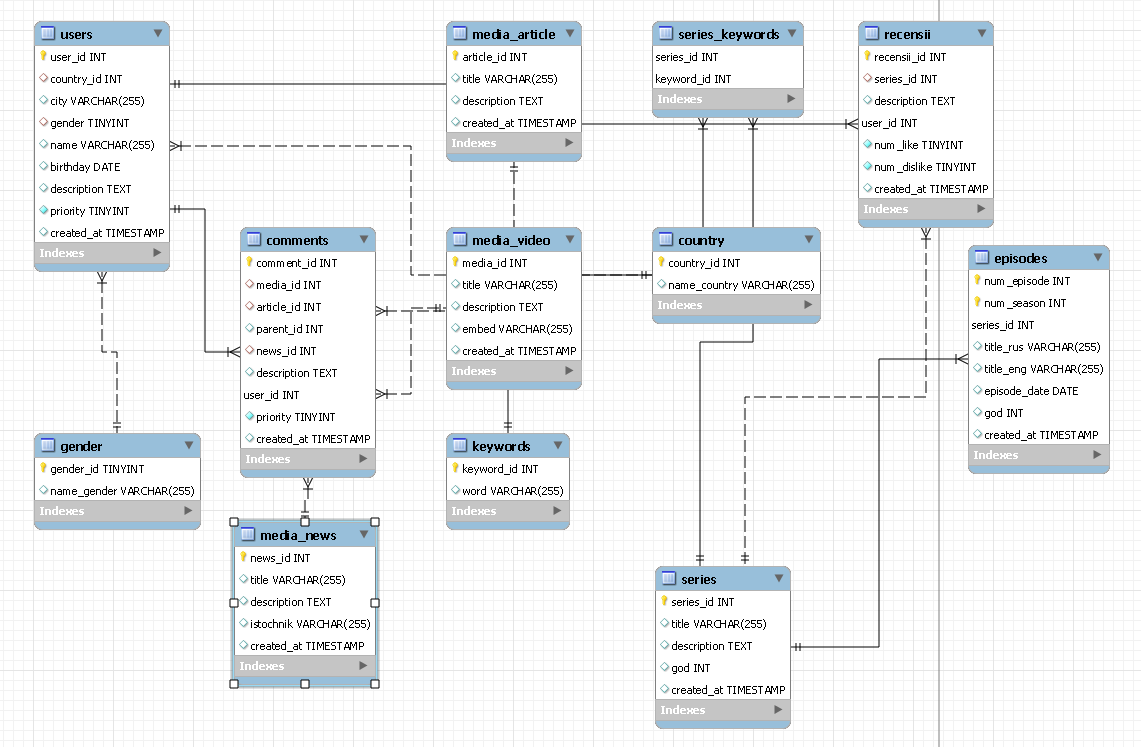 users
user_id INT
country_id INT
city VARCHAR(255)
gender TINYINT
name VARCHAR(255)
birthday DATE
description TEXT
priority TINYINT
created_at TIMESTAMP
Indexes
media_article
article_id INT
title VARCHAR(255)
description TEXT
created_at TIMESTAMP
Indexes
series_keywords
series_id INT
keyword_id INT
Indexes
recensii
recensii_id INT
series_id INT
description TEXT
user_id INT
num_like TINYINT
num_dislike TINYINT
created_at TIMESTAMP
Indexes
comments
comment_id INT
media_id INT
article_id INT
parent_id INT
news_id INT
description TEXT
user_id INT
priority TINYINT
created_at TIMESTAMP
Indexes
media_video
media_id INT
title VARCHAR(255)
description TEXT
embed VARCHAR(255)
created_at TIMESTAMP
Indexes
country
country_id INT
name_country VARCHAR(255)
Indexes
episodes
num_episode INT
num_season INT
series_id INT
title_rus VARCHAR(255)
title_eng VARCHAR(255)
episode_date DATE
god INT
created_at TIMESTAMP
Indexes
gender
gender_id TINYINT
name_gender VARCHAR(255)
Indexes
keywords
keyword_id INT
word VARCHAR(255)
Indexes
media_news
news_id INT
title VARCHAR(255)
description TEXT
istochnik VARCHAR(255)
created_at TIMESTAMP
Indexes
series
series_id INT
title VARCHAR(255)
description TEXT
god INT
created_at TIMESTAMP
Indexes